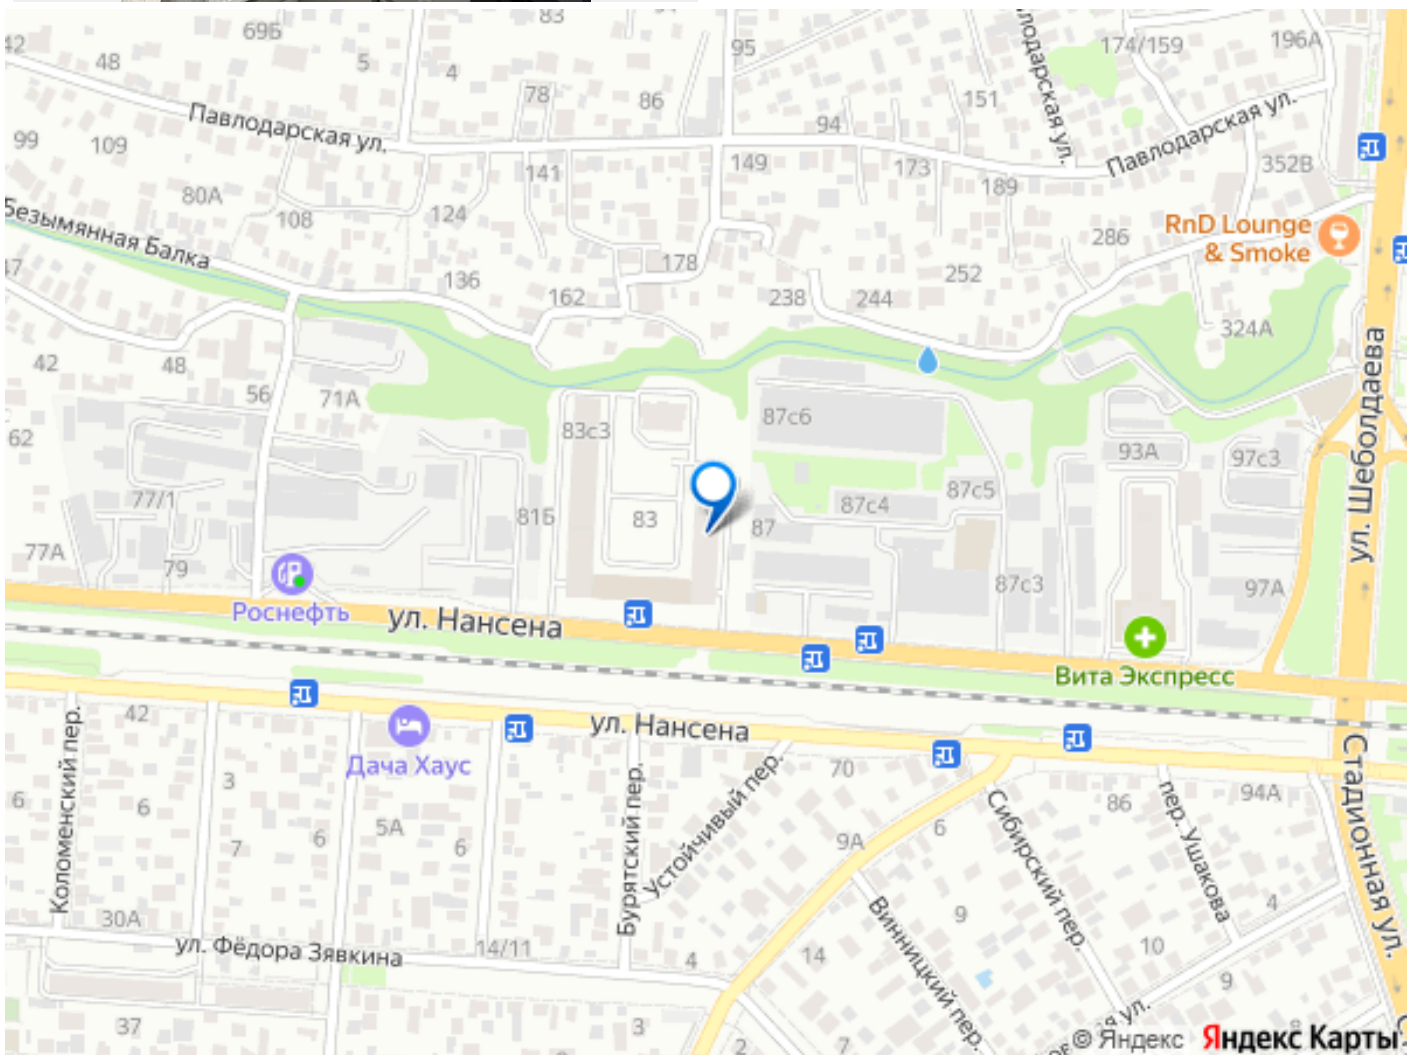 83
69Б
42
48
5
4
95
174/159
196А
78
86
151
Павлодарская ул.
94
Павлодарская ул.
99
109
141
149
173
189
352В
80А
108
124
Безымянная Балка
RnD Lounge
& Smoke
286
178
252
136
162
238
244
324А
42
48
56
71А
ул. Шеболдаева
62
83с3
87с6
93А
97с3
77/1
81Б
83
87
87с4
87с5
77А
79
87с3
97А
Роснефть
ул. Нансена
Вита Экспресс
42
Коломенский пер.
ул. Нансена
Дача Хаус
3
70
86
94А
Стадионная ул.
6
6
5А
6
6
7
Бурятский пер.
Устойчивый пер.
9А
6
Сибирский пер.
пер. Ушакова
30А
9
4
ул. Фёдора Зявкина
14/11
4
14
Винницкий пер.
10
9
37
3
2
7
9
ул.
© Яндекс Яндекс Карты